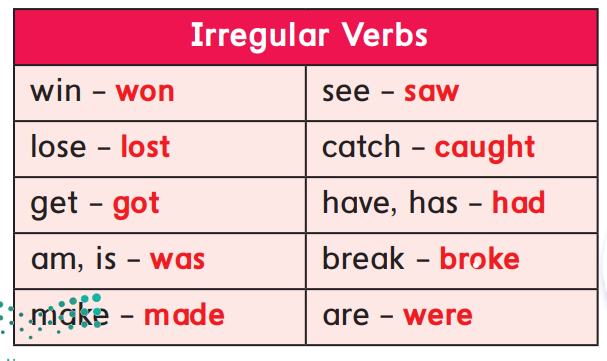 Irregular Verbs
win – won
see – saw
lose – lost
catch – caught
get – got
have, has – had
am, is – was
break – broke
make – made
are – were